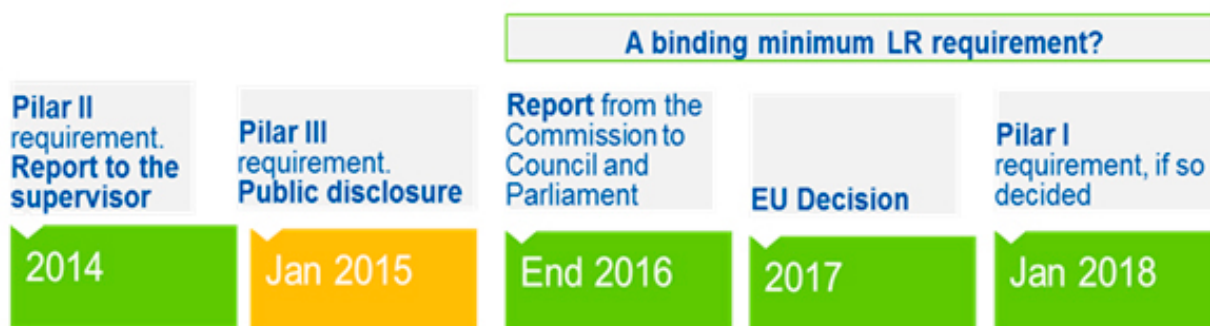 A binding minimum LR requirement?
Pilar II
requirement.
Report to the
supervisor
Pilar III
requirement.
Public disclosure
Report from the
Commission to
Council and
Parliament
EU Decision
Pilar I
requirement, if so
decided
2014
Jan 2015
End 2016
2017
Jan 2018